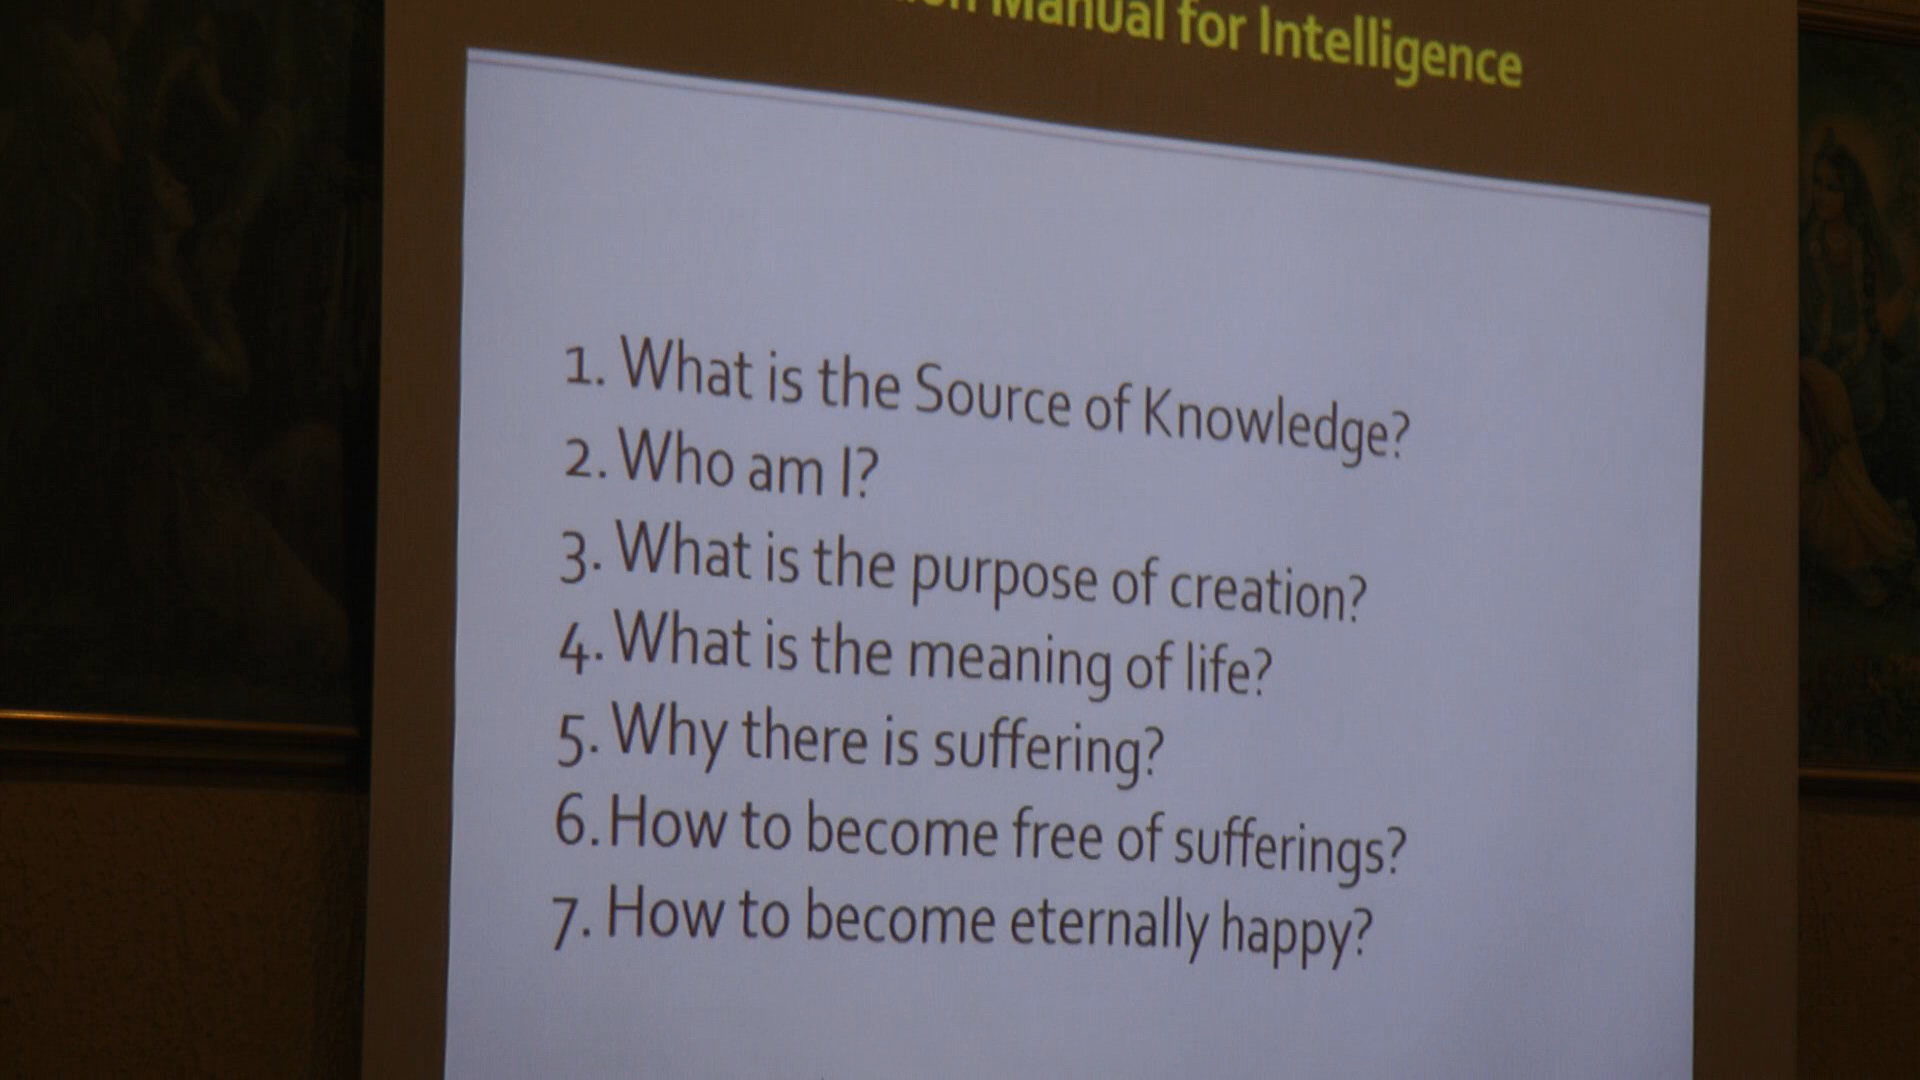 Manual for Intelligence
1. What is the Source of Knowledge?
2. Who am I?
3. What is the purpose of creation?
4. What is the meaning of life?
5. Why there is suffering?
6. How to become free of sufferings?
7. How to become eternally happy?